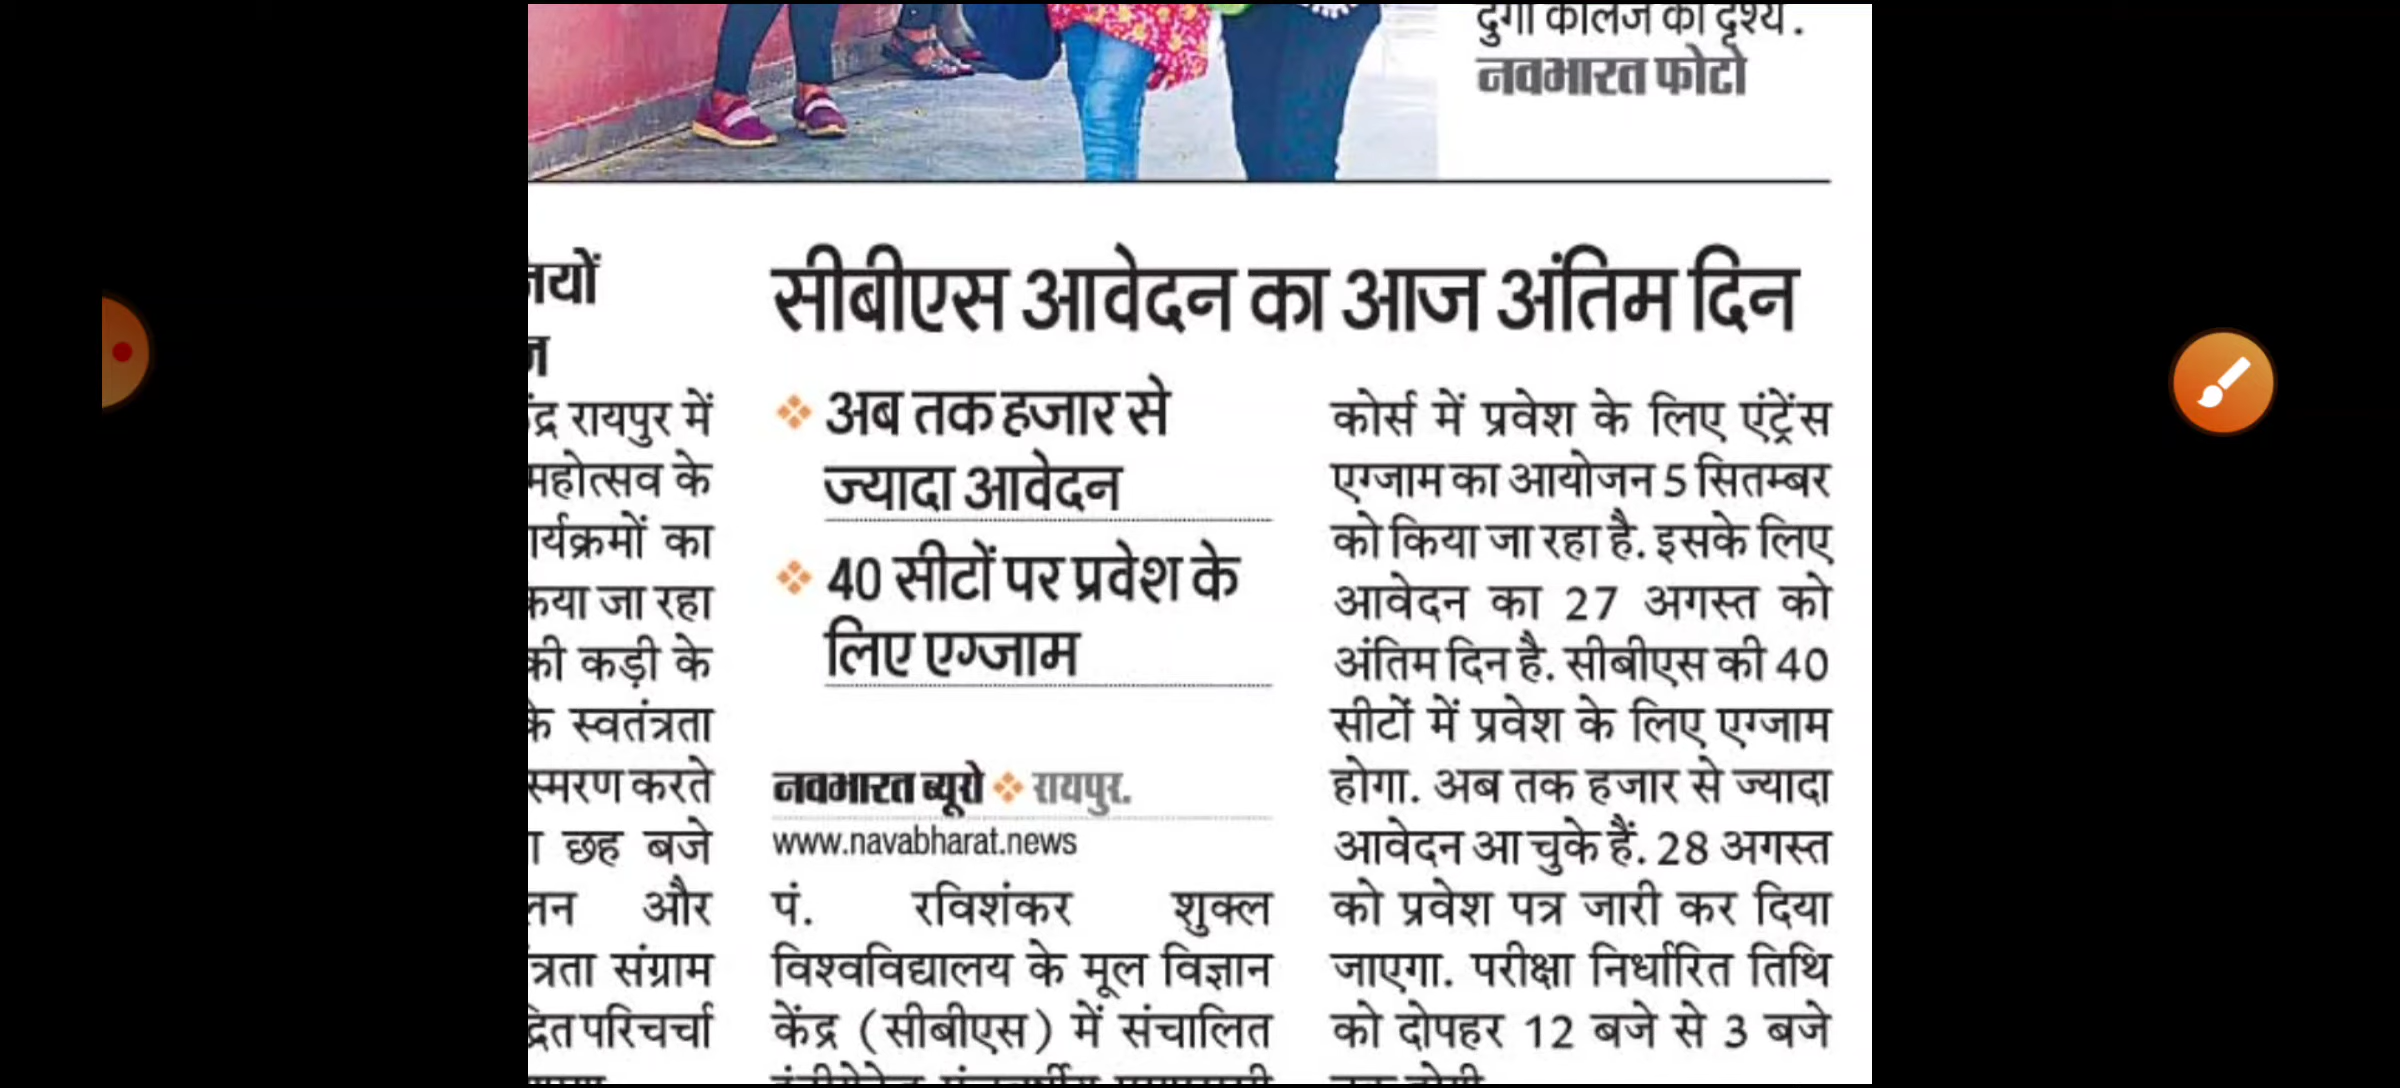 दुर्गा कॉलेज का दृश्य.
नवभारत फोटो
द्र रायपुर में
महोत्सव के
र्यक्रमों का
जा रहा
की कड़ी के
के स्वतंत्रता
स्मरण करते
छह बजे
और
संग्राम
परिचर्चा
सीबीएस आवेदन का आज अंतिम दिन
अब तक हजार से
ज्यादा आवेदन
40 सीटों पर प्रवेश के
लिए एग्जाम
नवभारत ब्यूरो रायपुर.
www.navabharat.news
पं. रविशंकर शुक्ल
विश्वविद्यालय के मूल विज्ञान
केंद्र (सीबीएस) में संचालित
कोर्स में प्रवेश के लिए एंट्रेंस
एग्जाम का आयोजन 5 सितम्बर
को किया जा रहा है. इसके लिए
आवेदन का 27 अगस्त को
अंतिम दिन है. सीबीएस की 40
सीटों में प्रवेश के लिए एग्जाम
होगा. अब तक हजार से ज्यादा
आवेदन आ चुके हैं. 28 अगस्त
को प्रवेश पत्र जारी कर दिया
जाएगा. परीक्षा निर्धारित तिथि
को दोपहर 12 बजे से 3 बजे